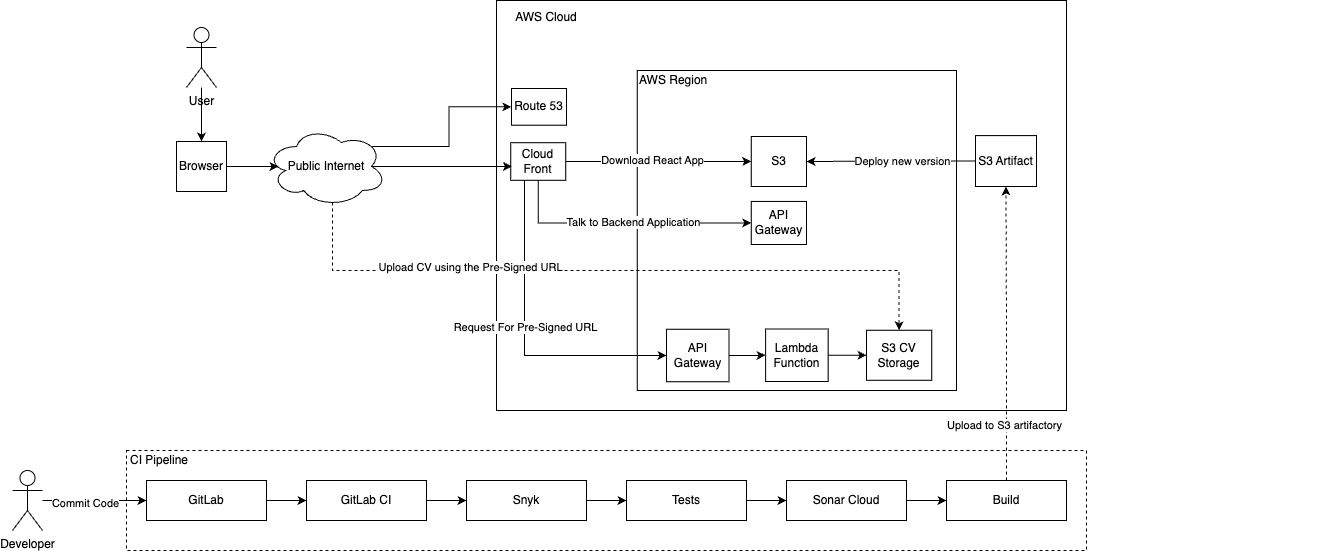 AWS Cloud
User
AWS Region
Route 53
Browser
Public Internet
Cloud
Front
Download React App
S3
Deploy new version
S3 Artifact
Talk to Backend Application
API
Gateway
Upload CV using the Pre-Signed URL
Request For Pre-Signed URL
API
Gateway
Lambda
Function
S3 CV
Storage
Upload to S3 artifactory
CI Pipeline
Commit Code
GitLab
GitLab CI
Snyk
Tests
Sonar Cloud
Build
Developer